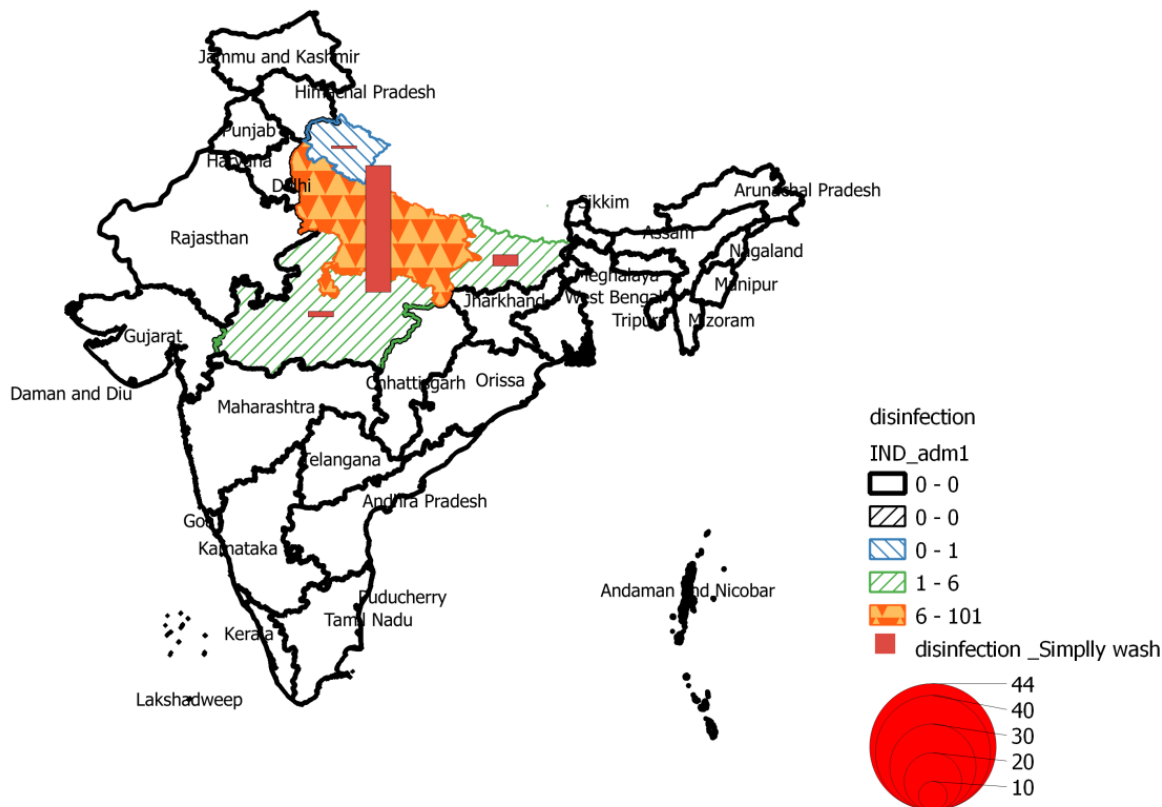 Jammu and Kashmir
Himachal Pradesh
Punjab
Haryana
Delhi
Arunachal Pradesh
Sikkim
Assam
Rajasthan
Nagaland
Meghalaya
Manipur
Jharkhand
West Bengal
Tripura
Mizoram
Gujarat
Chhattisgarh
Orissa
Daman and Diu
Maharashtra
Telangana
Andhra Pradesh
Goa
Karnataka
Andaman and Nicobar
Puducherry
Tamil Nadu
Kerala
Lakshadweep
disinfection
IND_adm1
0 - 0
0 - 0
0 - 1
1 - 6
6 - 101
disinfection _Simplly wash
44
40
30
20
10